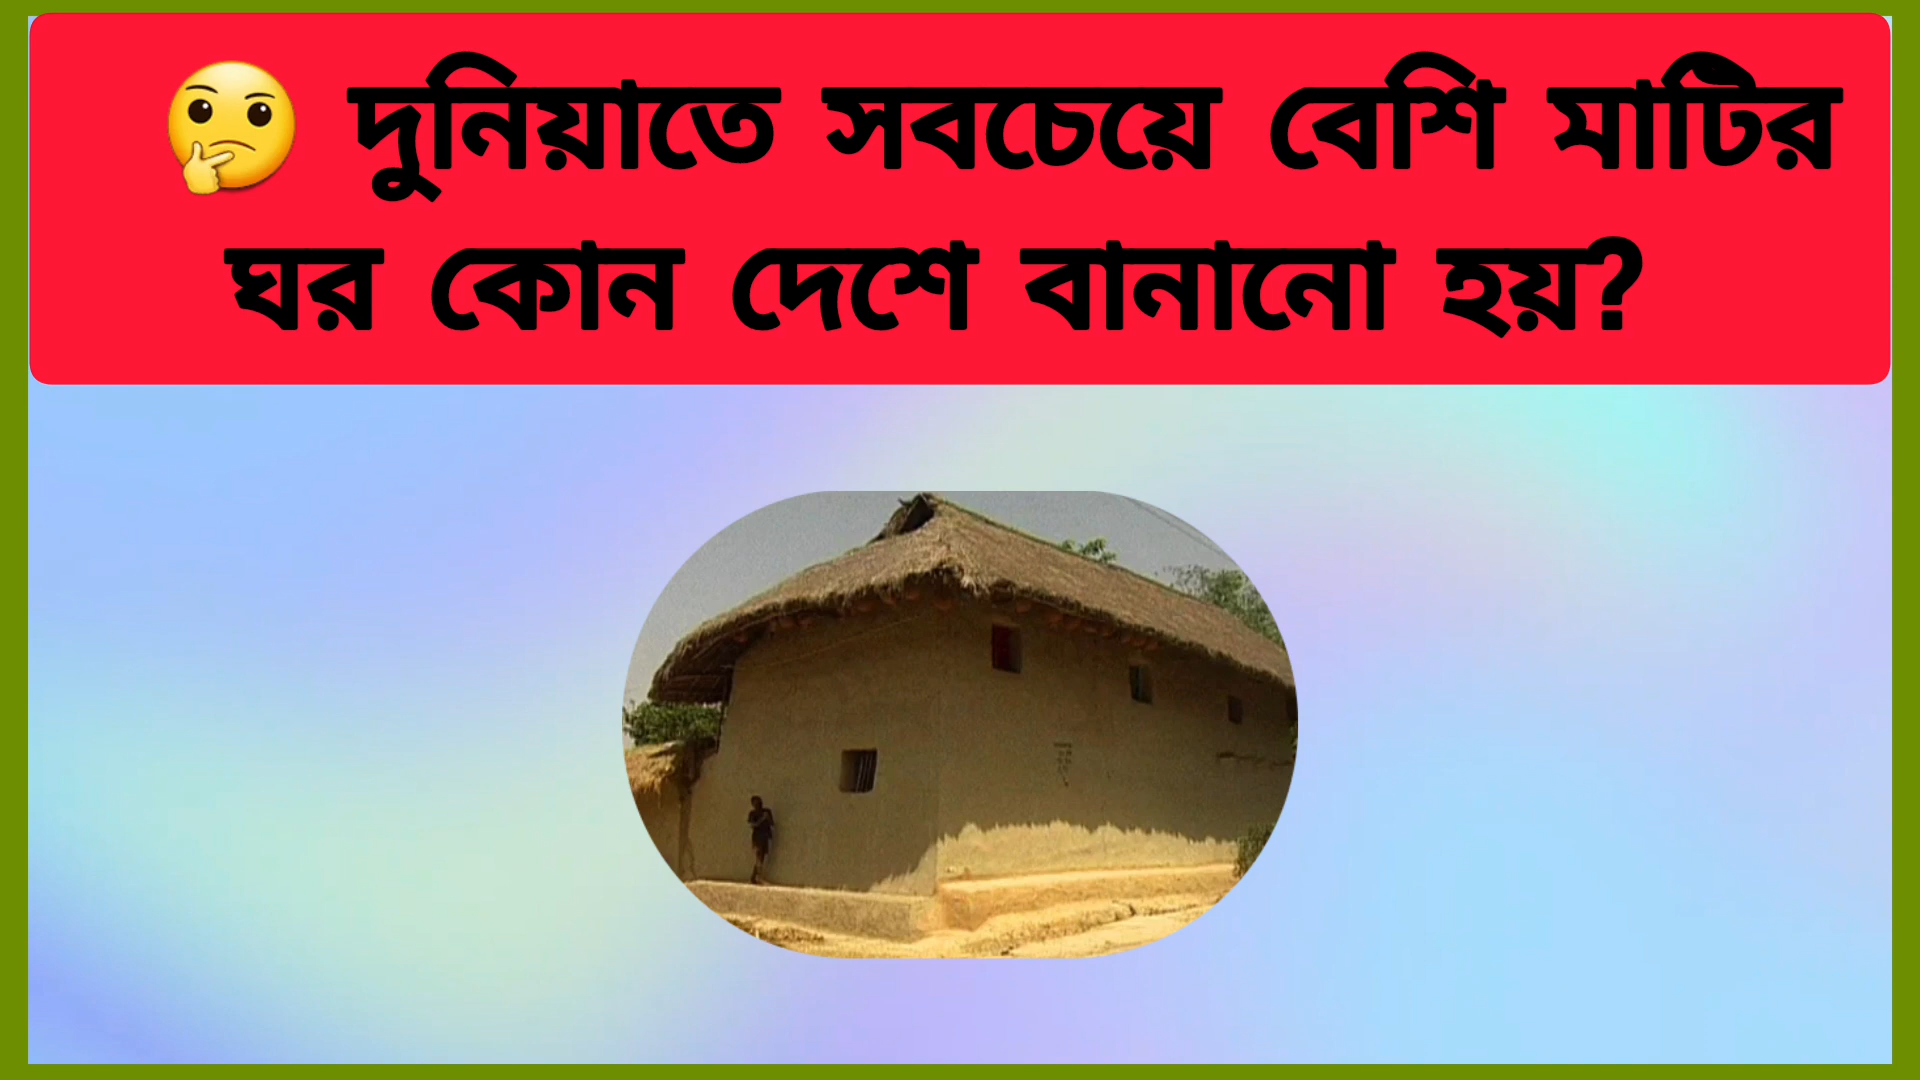 🤔 দুনিয়াতে সবচেয়ে বেশি মাটির
ঘর কোন দেশে বানানো হয়?